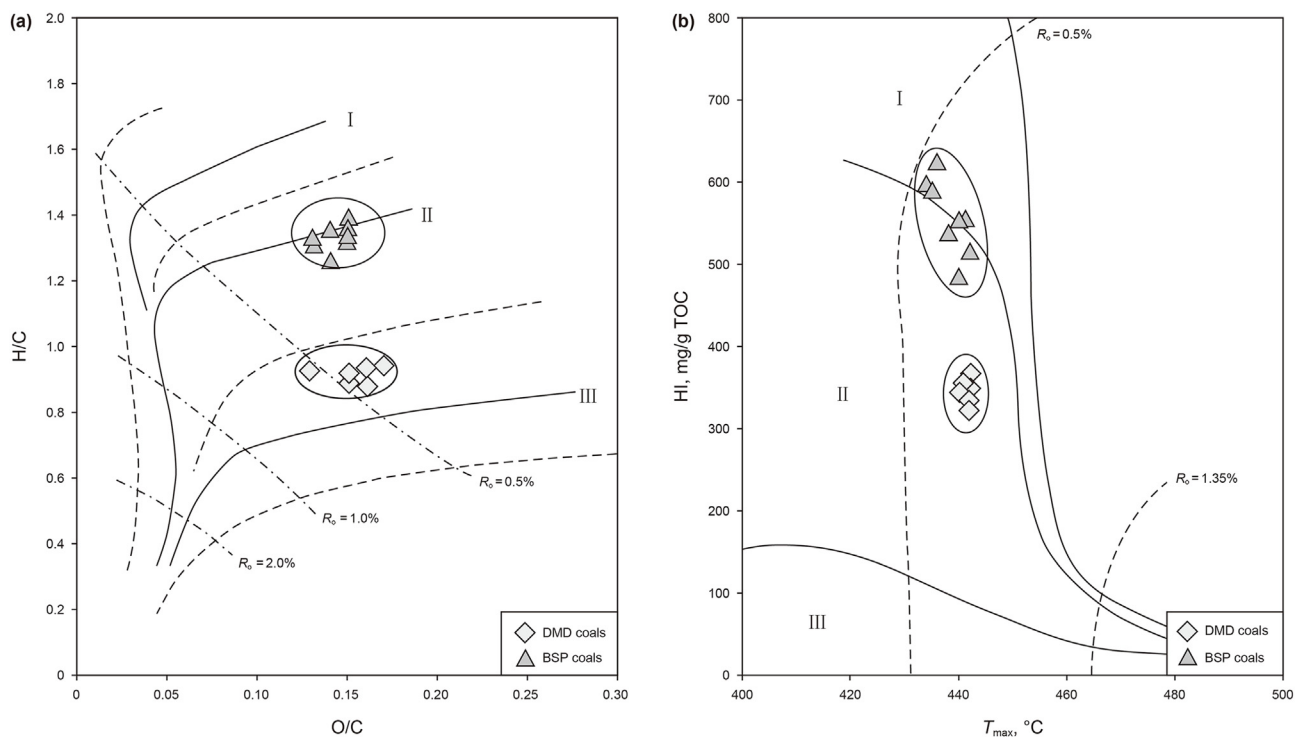 (a)
2.0
1.8
1.6
1.4
1.2
1.0
0.8
0.6
0.4
0.2
0
H/C
I
II
III
Ro = 0.5%
Ro = 1.0%
Ro = 2.0%
DMD coals
BSP coals
0 0.05 0.10 0.15 0.20 0.25 0.30
O/C
(b)
800
700
600
500
400
300
200
100
0
HI, mg/g TOC
Ro = 0.5%
I
II
Ro = 1.35%
III
DMD coals
BSP coals
400 420 440 460 480 500
Tmax, °C